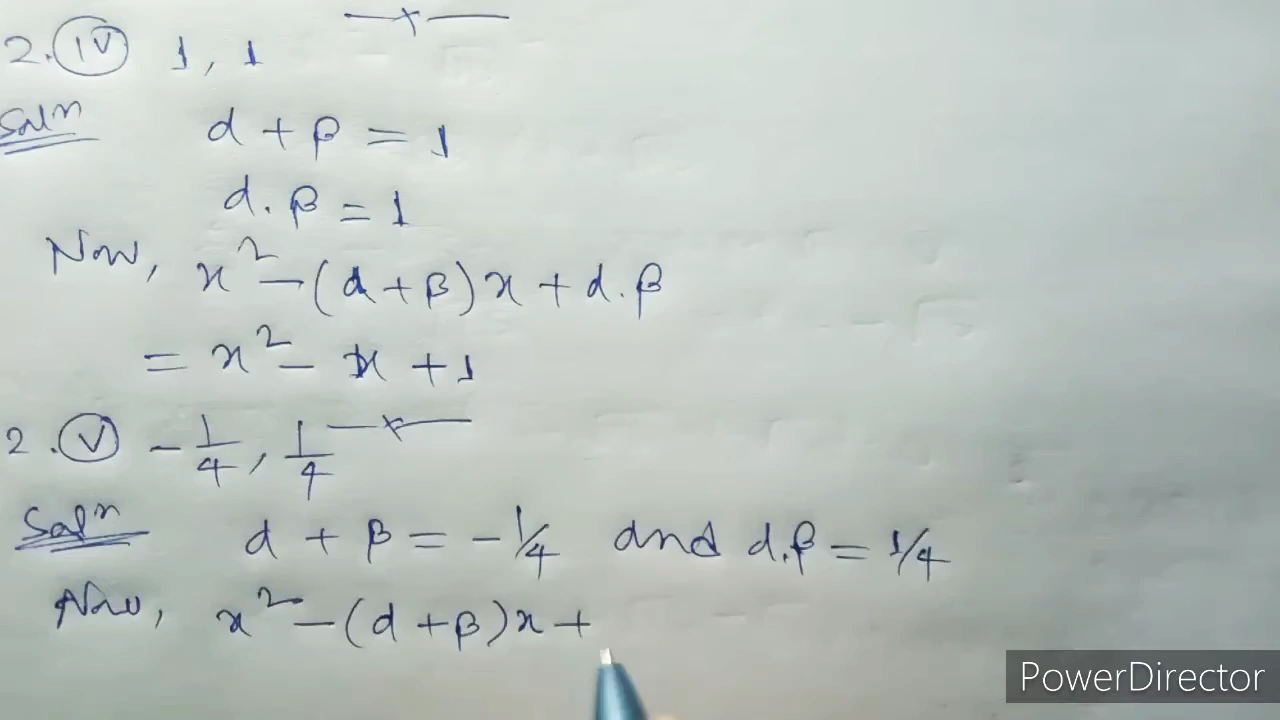 2. (iv) 1, 1
Solⁿ α + β = 1
α . β = 1
Now, x² - (α + β) x + α . β
= x² - x + 1
2 . (v) - 1/4 , 1/4
Solⁿ α + β = - 1/4 and α.β = 1/4
Now, x² - (α + β) x +
PowerDirector